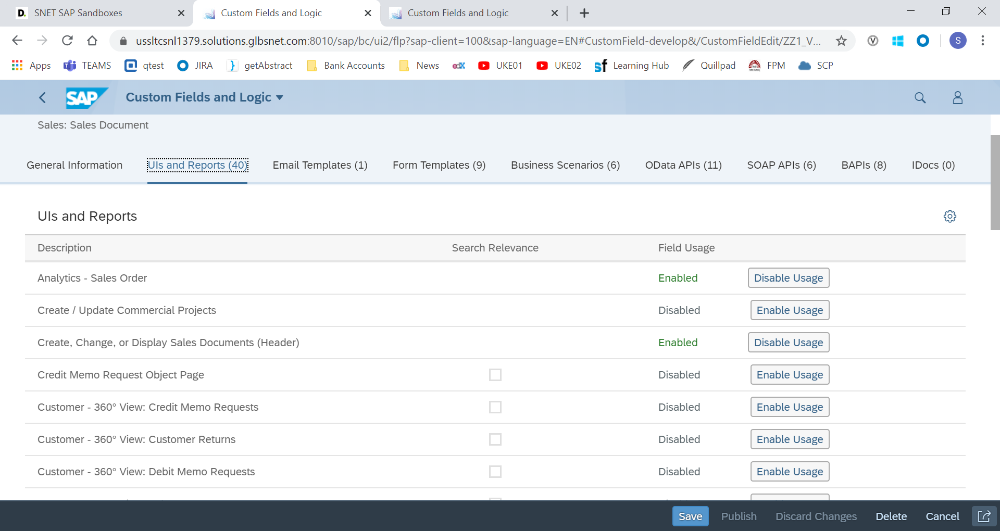 D. SNET SAP Sandboxes
Custom Fields and Logic
Custom Fields and Logic
ussltcsnl1379.solutions.glbsnet.com:8010/sap/bc/ui2/flp?sap-client=100&sap-language=EN#CustomField-develop&/CustomFieldEdit/ZZ1_V...
S
Apps TEAMS qtest JIRA getAbstract Bank Accounts News edX UKE01 UKE02 sf Learning Hub Quillpad FPM SCP
SAP Custom Fields and Logic
Sales: Sales Document
General Information UIs and Reports (40) Email Templates (1) Form Templates (9) Business Scenarios (6) OData APIs (11) SOAP APIs (6) BAPIs (8) IDocs (0)
UIs and Reports
Description Search Relevance Field Usage
Analytics - Sales Order Enabled Disable Usage
Create / Update Commercial Projects Disabled Enable Usage
Create, Change, or Display Sales Documents (Header) Enabled Disable Usage
Credit Memo Request Object Page Disabled Enable Usage
Customer - 360° View: Credit Memo Requests Disabled Enable Usage
Customer - 360° View: Customer Returns Disabled Enable Usage
Customer - 360° View: Debit Memo Requests Disabled Enable Usage
Save Publish Discard Changes Delete Cancel